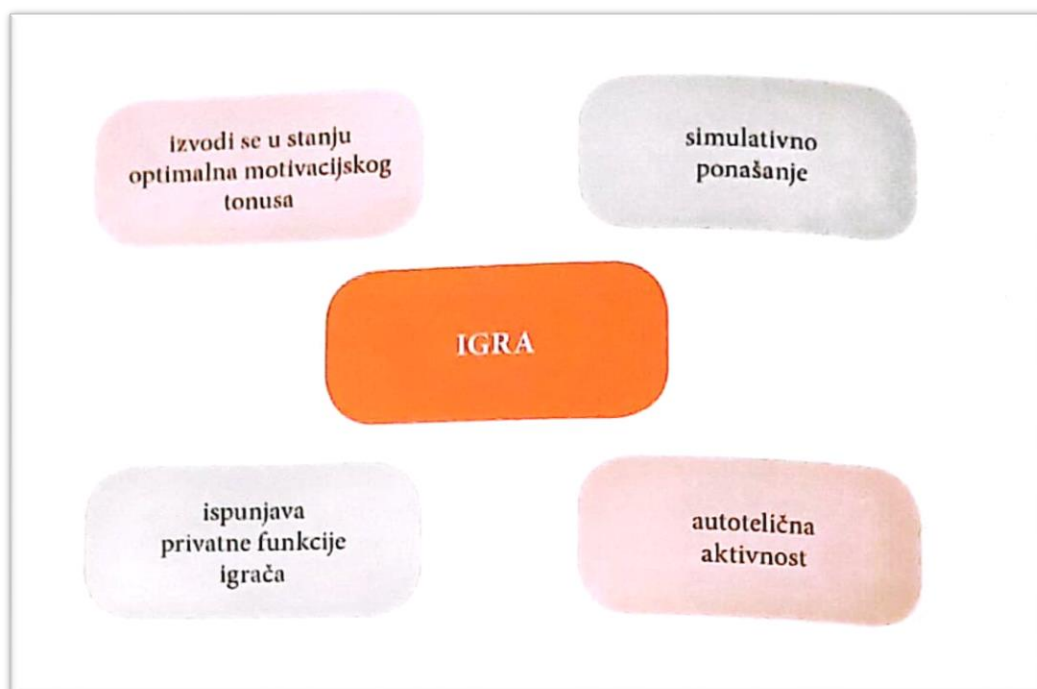 izvodi se u stanju
optimalna motivacijskog
tonusa
simulativno
ponašanje
IGRA
ispunjava
privatne funkcije
igrača
autotelična
aktivnost